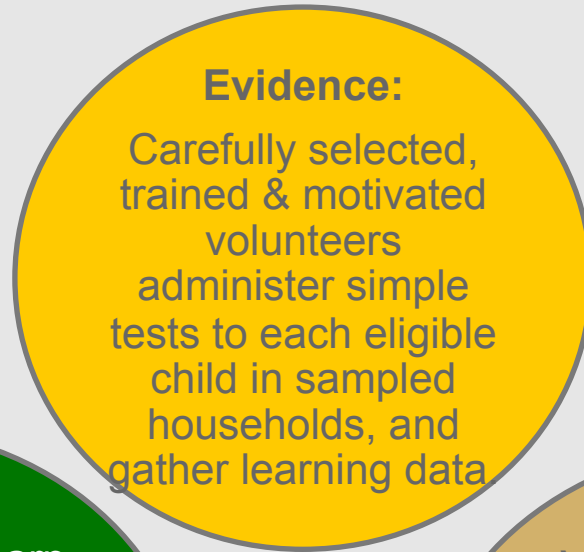 Evidence:
Carefully selected,
trained & motivated
volunteers
administer simple
tests to each eligible
child in sampled
households, and
gather learning data.